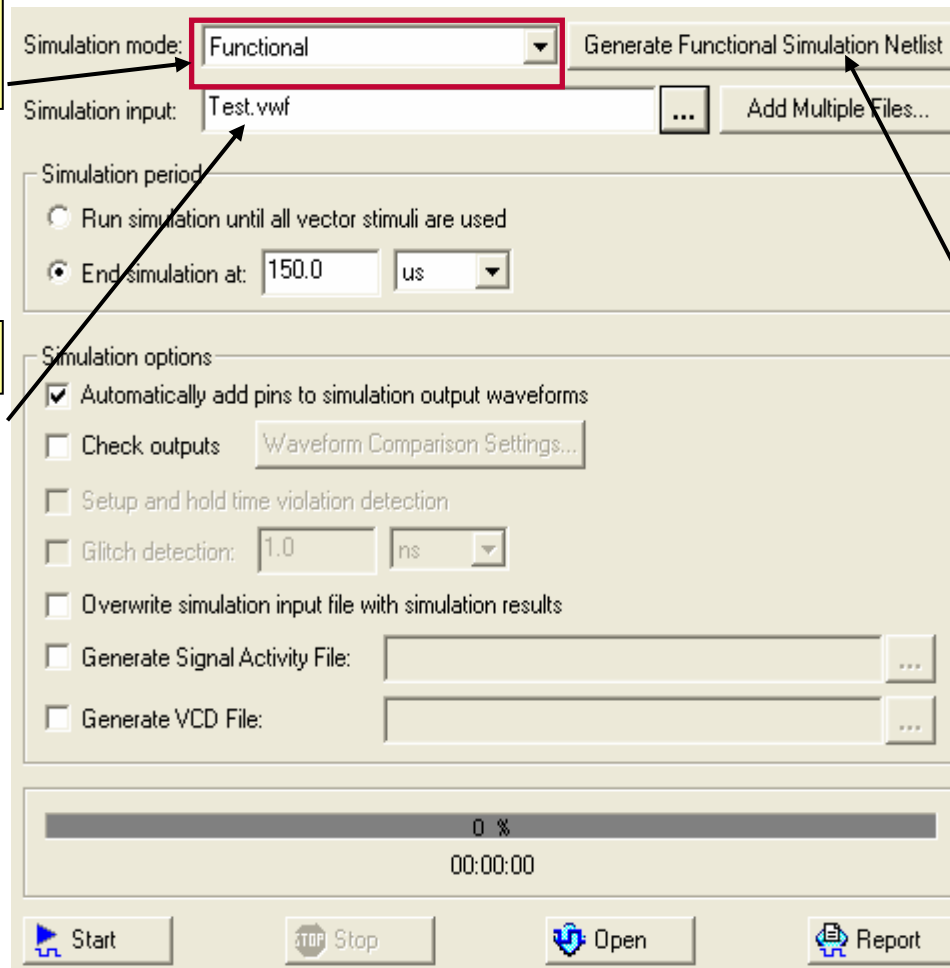 Simulation mode: Functional Generate Functional Simulation Netlist
Simulation input: Test.vwf ... Add Multiple Files...
Simulation period
Run simulation until all vector stimuli are used
End simulation at: 150.0 us
Simulation options
Automatically add pins to simulation output waveforms
Check outputs Waveform Comparison Settings...
Setup and hold time violation detection
Glitch detection: 1.0 ns
Overwrite simulation input file with simulation results
Generate Signal Activity File: ...
Generate VCD File: ...
0 %
00:00:00
Start STOP Stop Open Report